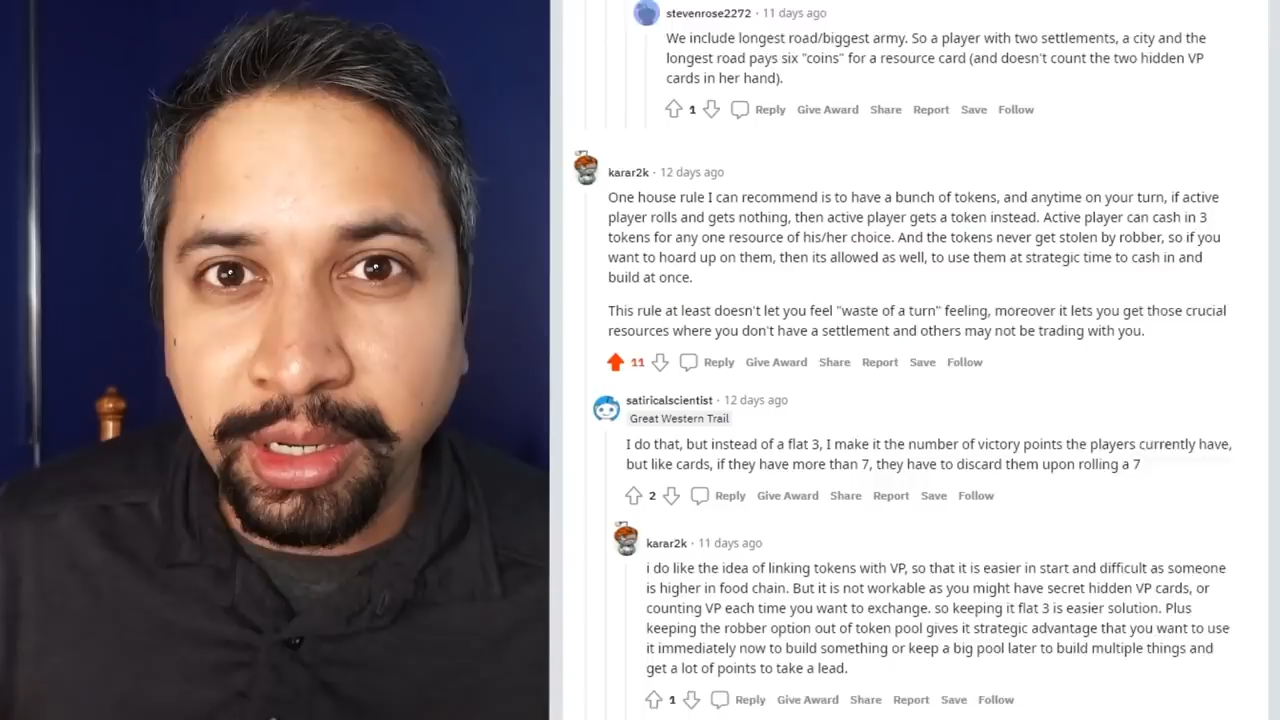 stevenrose2272 · 11 days ago
We include longest road/biggest army. So a player with two settlements, a city and the
longest road pays six "coins" for a resource card (and doesn't count the two hidden VP
cards in her hand).
1 Reply Give Award Share Report Save Follow
karar2k · 12 days ago
One house rule I can recommend is to have a bunch of tokens, and anytime on your turn, if active
player rolls and gets nothing, then active player gets a token instead. Active player can cash in 3
tokens for any one resource of his/her choice. And the tokens never get stolen by robber, so if you
want to hoard up on them, then its allowed as well, to use them at strategic time to cash in and
build at once.
This rule at least doesn't let you feel "waste of a turn" feeling, moreover it lets you get those crucial
resources where you don't have a settlement and others may not be trading with you.
11 Reply Give Award Share Report Save Follow
satiricalscientist · 12 days ago
Great Western Trail
I do that, but instead of a flat 3, I make it the number of victory points the players currently have,
but like cards, if they have more than 7, they have to discard them upon rolling a 7
2 Reply Give Award Share Report Save Follow
karar2k · 11 days ago
i do like the idea of linking tokens with VP, so that it is easier in start and difficult as someone
is higher in food chain. But it is not workable as you might have secret hidden VP cards, or
counting VP each time you want to exchange. so keeping it flat 3 is easier solution. Plus
keeping the robber option out of token pool gives it strategic advantage that you want to use
it immediately now to build something or keep a big pool later to build multiple things and
get a lot of points to take a lead.
1 Reply Give Award Share Report Save Follow